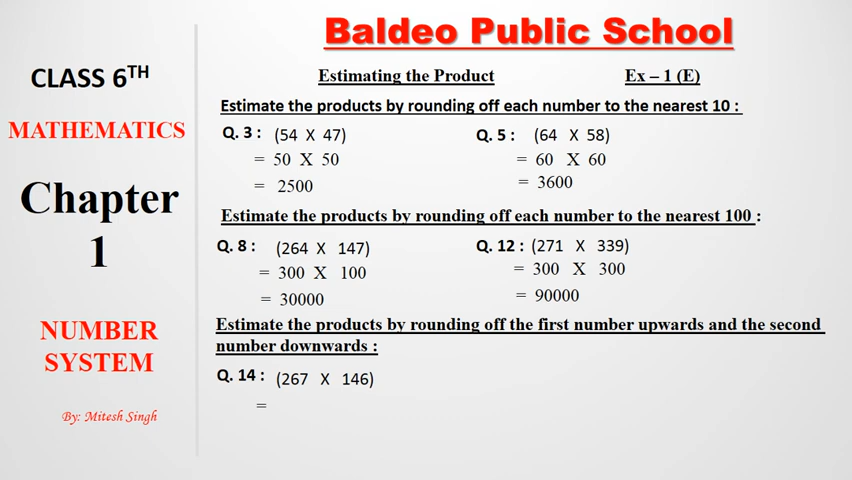 Baldeo Public School
CLASS 6TH
MATHEMATICS
Chapter
1
NUMBER
SYSTEM
By: Mitesh Singh
Estimating the Product Ex – 1 (E)
Estimate the products by rounding off each number to the nearest 10 :
Q. 3 : (54 X 47) Q. 5 : (64 X 58)
= 50 X 50 = 60 X 60
= 2500 = 3600
Estimate the products by rounding off each number to the nearest 100 :
Q. 8 : (264 X 147) Q. 12 : (271 X 339)
= 300 X 100 = 300 X 300
= 30000 = 90000
Estimate the products by rounding off the first number upwards and the second
number downwards :
Q. 14 : (267 X 146)
=